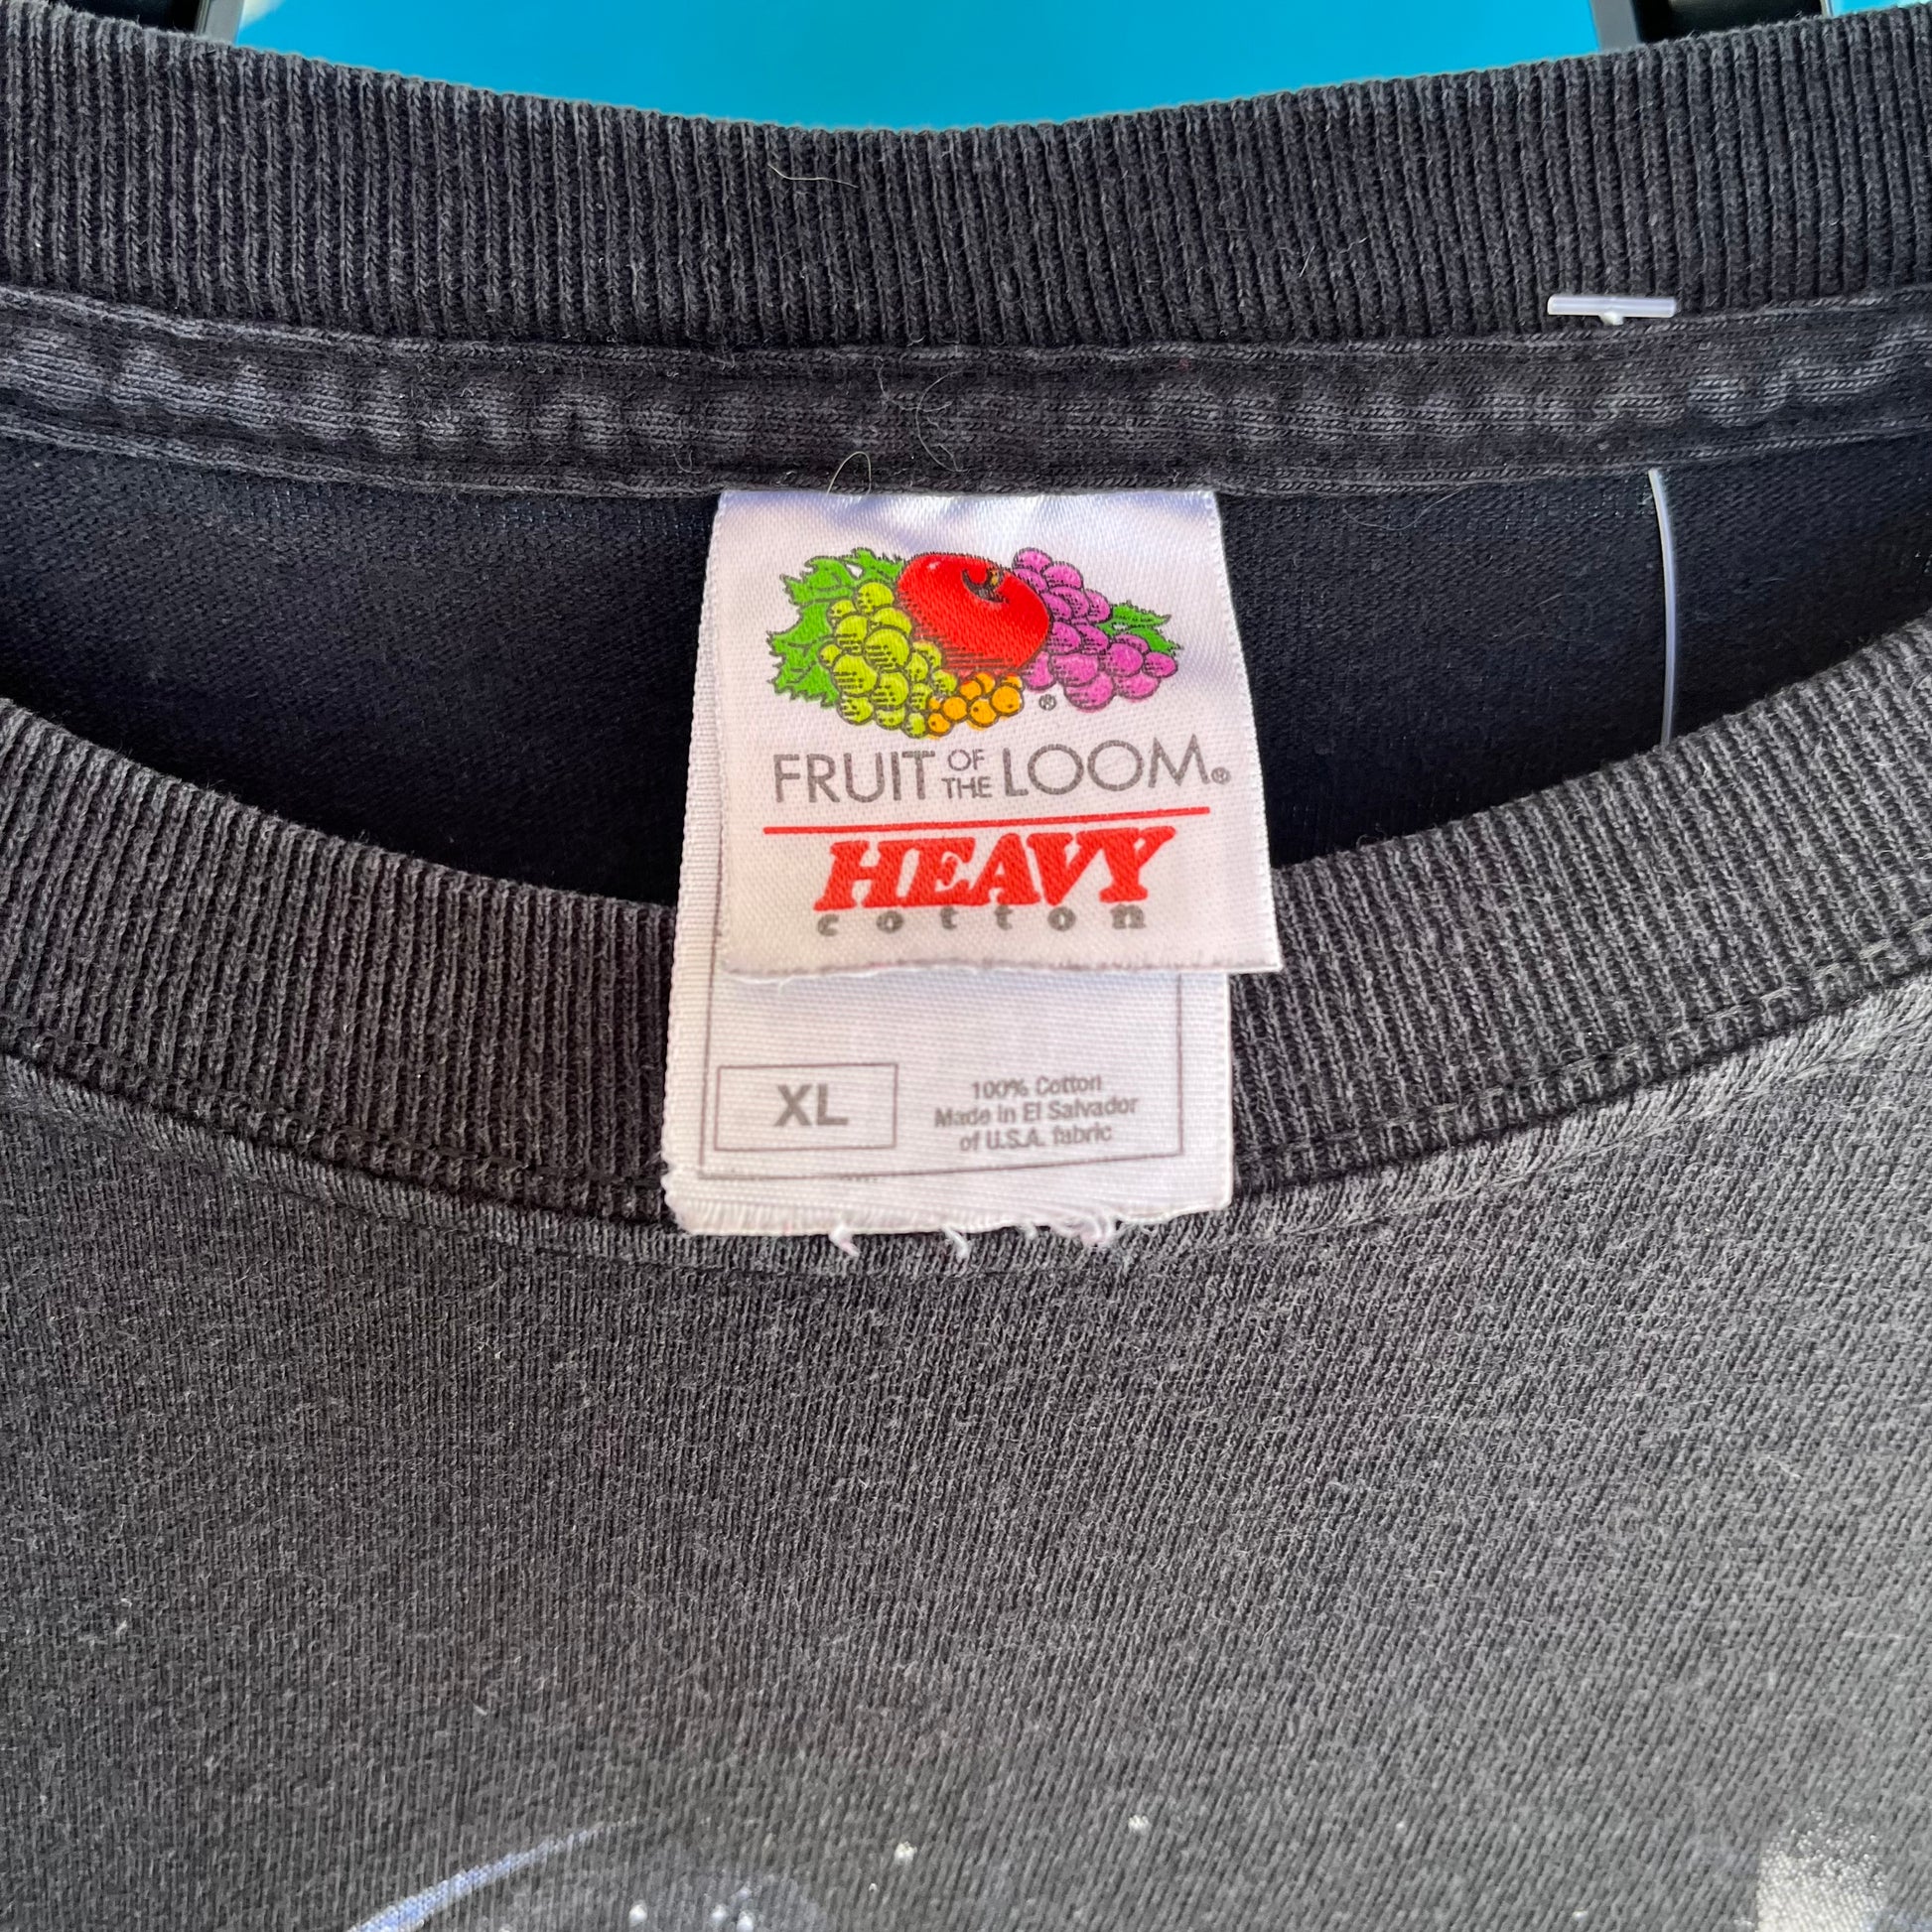 FRUIT OF THE LOOM®
HEAVY
cotton
XL
100% Cotton
Made in El Salvador
of U.S.A. fabric